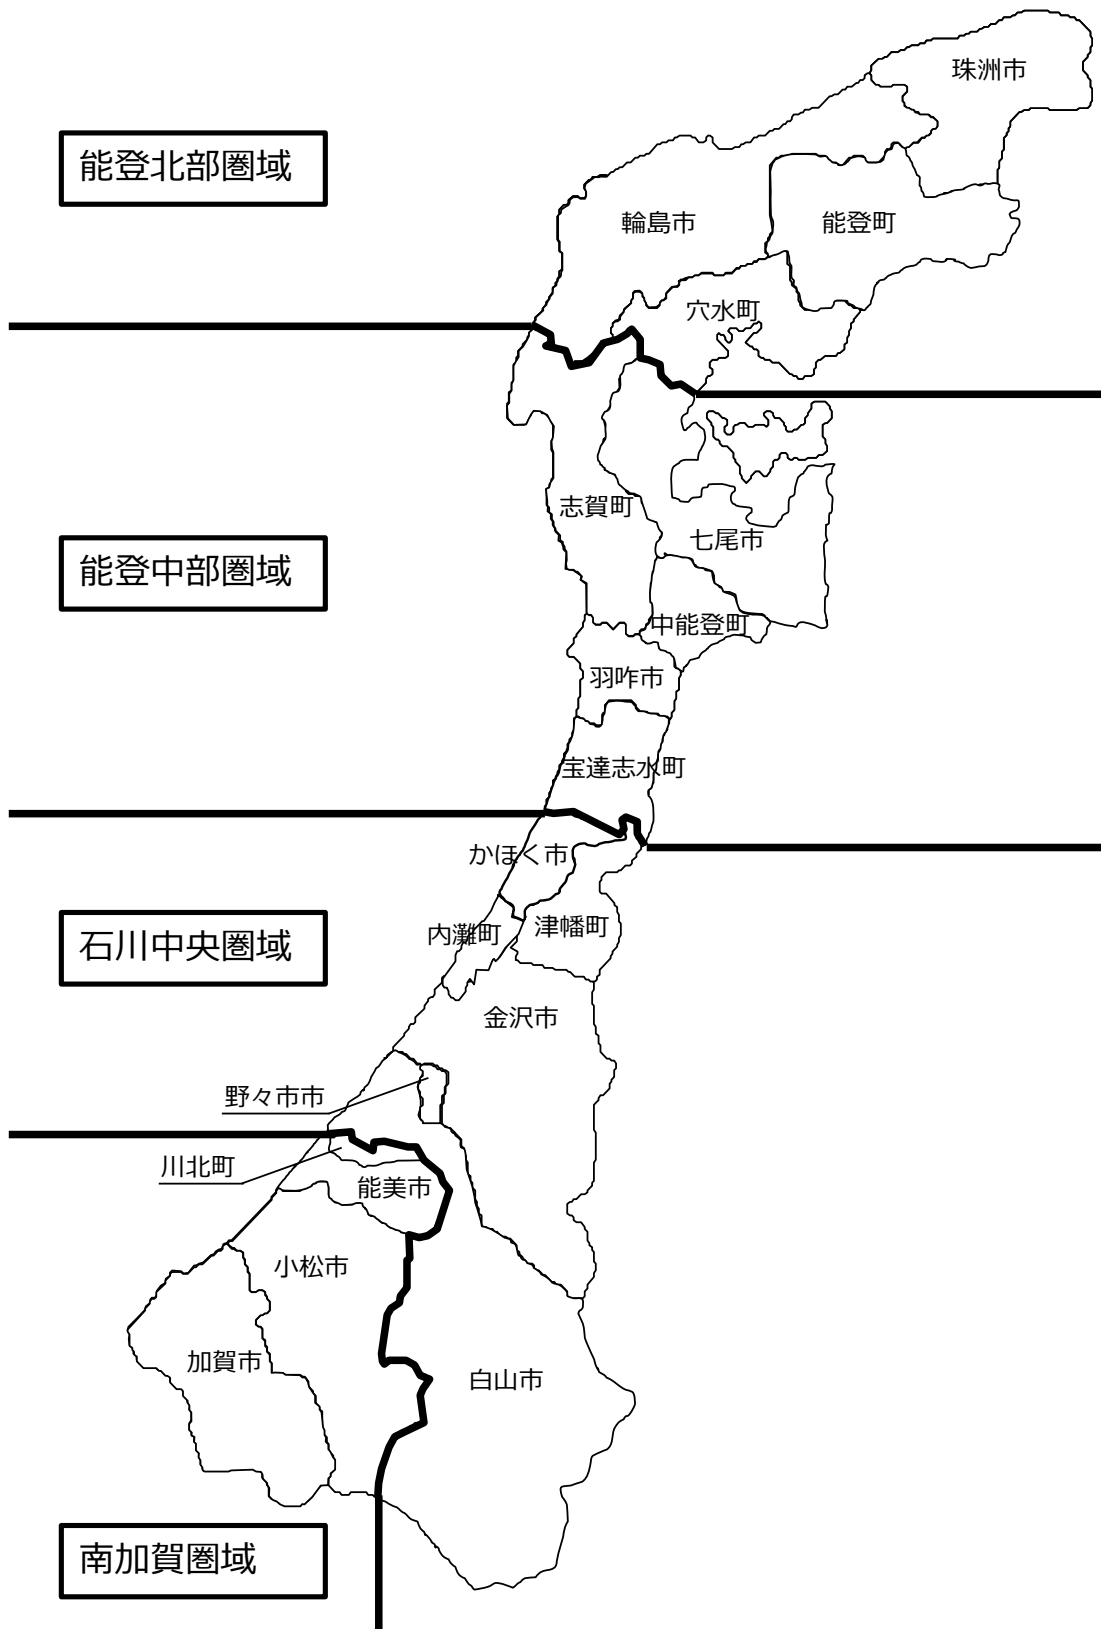 珠洲市
能登北部圏域
輪島市
能登町
穴水町
志賀町
七尾市
能登中部圏域
中能登町
羽咋市
宝達志水町
かほく市
内灘町
津幡町
石川中央圏域
金沢市
野々市市
川北町
能美市
小松市
加賀市
白山市
南加賀圏域